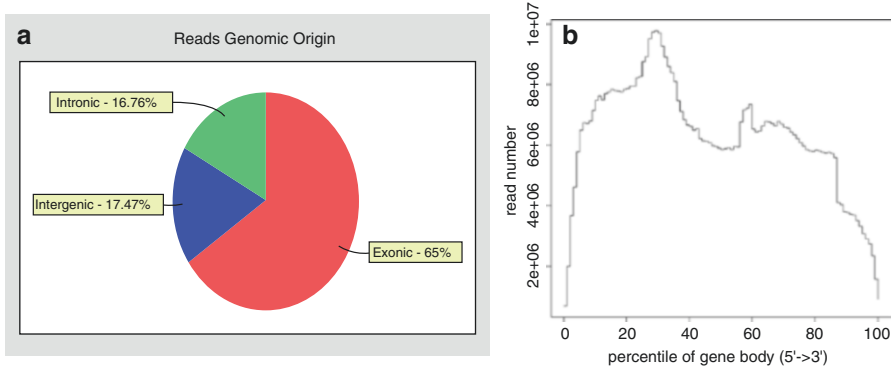 a
Reads Genomic Origin
Intronic - 16.76%
Intergenic - 17.47%
Exonic - 65%
b
read number
1e+07
8e+06
6e+06
4e+06
2e+06
0 20 40 60 80 100
percentile of gene body (5'->3')